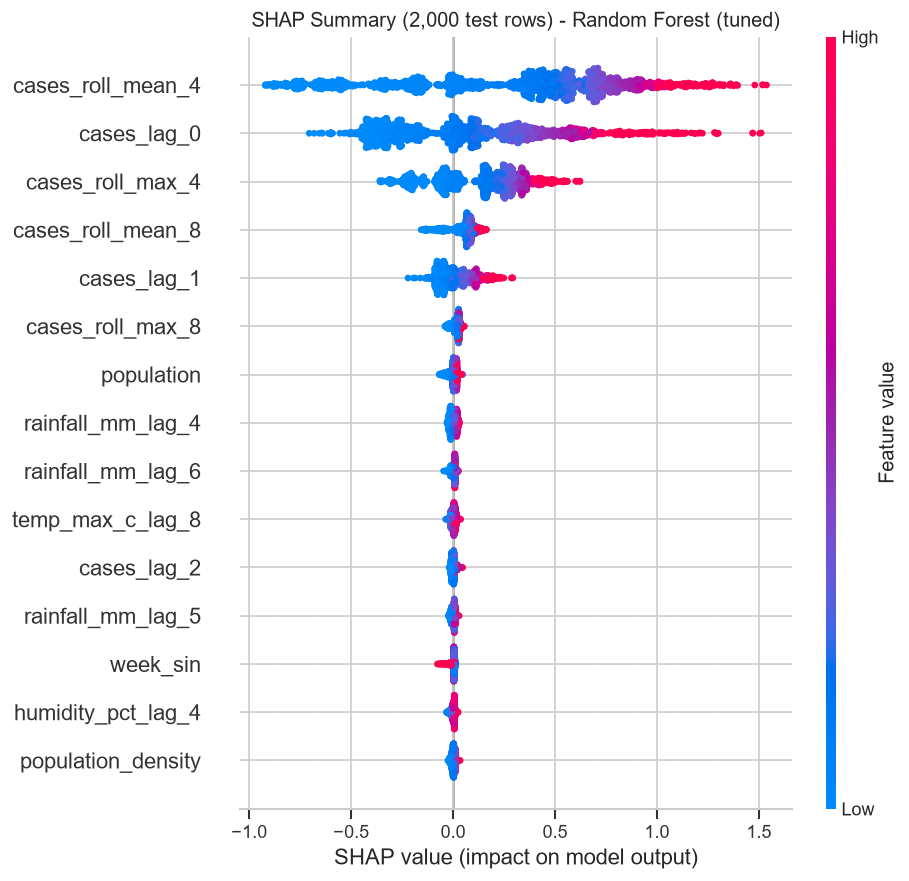 SHAP Summary (2,000 test rows) - Random Forest (tuned)
High
cases_roll_mean_4
cases_lag_0
cases_roll_max_4
cases_roll_mean_8
cases_lag_1
cases_roll_max_8
population
rainfall_mm_lag_4
rainfall_mm_lag_6
temp_max_c_lag_8
cases_lag_2
rainfall_mm_lag_5
week_sin
humidity_pct_lag_4
population_density
Feature value
Low
−1.0 −0.5 0.0 0.5 1.0 1.5
SHAP value (impact on model output)